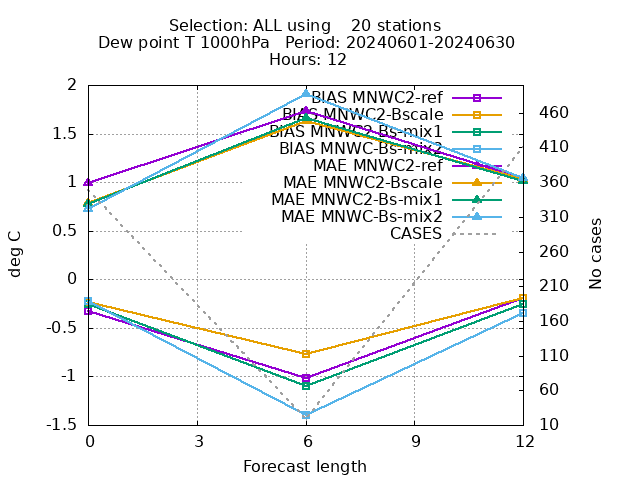 Selection: ALL using    20 stations
Dew point T 1000hPa   Period: 20240601-20240630
Hours: 12
BIAS MNWC2-ref
BIAS MNWC2-Bscale
BIAS MNWC2-Bs-mix1
BIAS MNWC-Bs-mix2
MAE MNWC2-ref
MAE MNWC2-Bscale
MAE MNWC2-Bs-mix1
MAE MNWC-Bs-mix2
CASES
2
1.5
1
0.5
0
-0.5
-1
-1.5
deg C
460
410
360
310
260
210
160
110
60
10
No cases
0 3 6 9 12
Forecast length